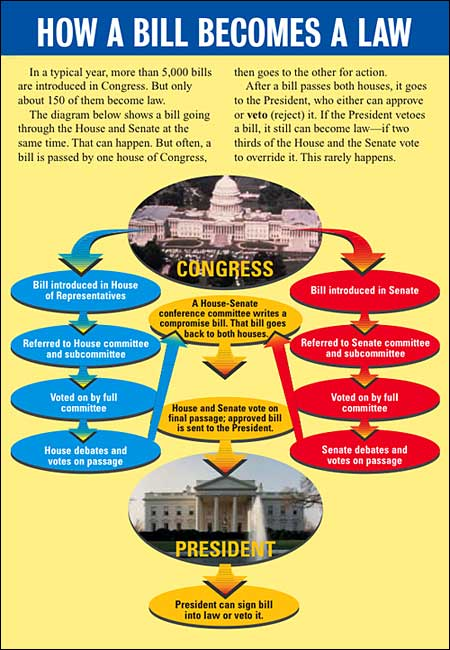 HOW A BILL BECOMES A LAW
In a typical year, more than 5,000 bills
are introduced in Congress. But only
about 150 of them become law.
The diagram below shows a bill going
through the House and Senate at the
same time. That can happen. But often, a
bill is passed by one house of Congress,
then goes to the other for action.
After a bill passes both houses, it goes
to the President, who either can approve
or veto (reject) it. If the President vetoes
a bill, it still can become law—if two
thirds of the House and the Senate vote
to override it. This rarely happens.
CONGRESS
Bill introduced in House
of Representatives
Referred to House committee
and subcommittee
Voted on by full
committee
House debates and
votes on passage
Bill introduced in Senate
Referred to Senate committee
and subcommittee
Voted on by full
committee
Senate debates and
votes on passage
A House-Senate
conference committee writes a
compromise bill. That bill goes
back to both houses.
House and Senate vote on
final passage; approved bill
is sent to the President.
PRESIDENT
President can sign bill
into law or veto it.